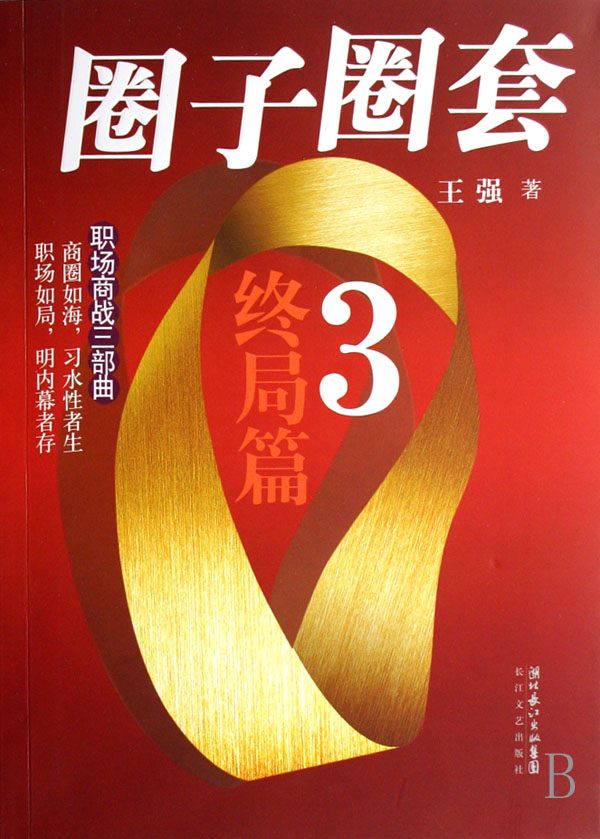 圈子圈套
王强 著
3
终局篇
职场商战三部曲
商圈如海，习水性者生
职场如局，明内幕者存
湖北长江出版集团
长江文艺出版社
B